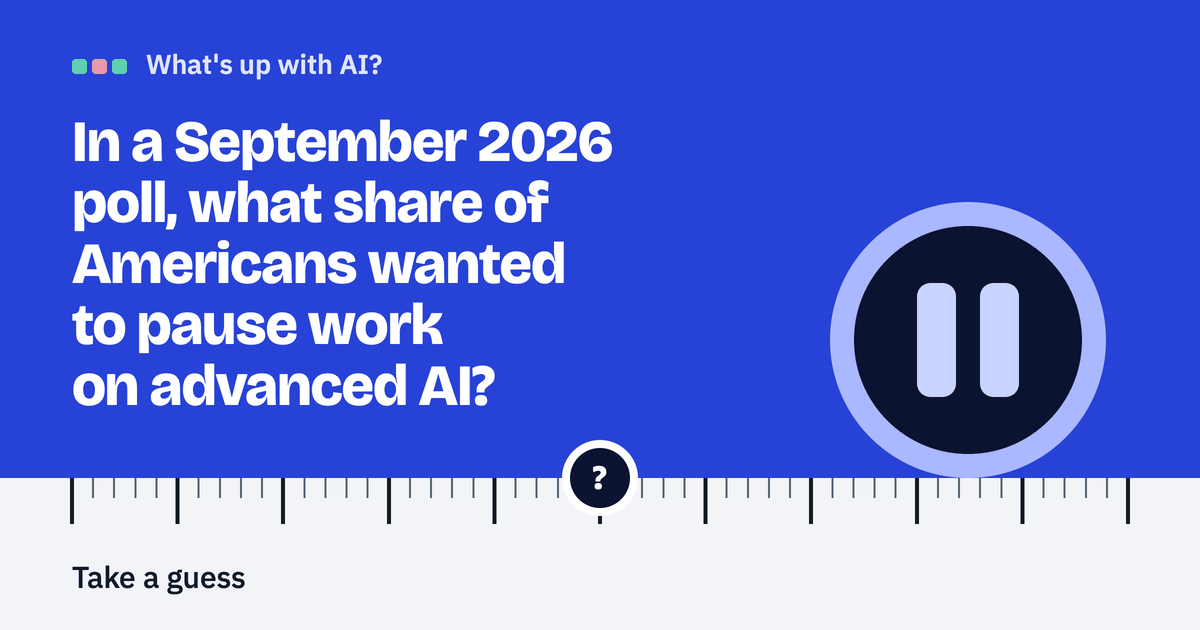 What's up with AI?
In a September 2026
poll, what share of
Americans wanted
to pause work
on advanced AI?
?
Take a guess